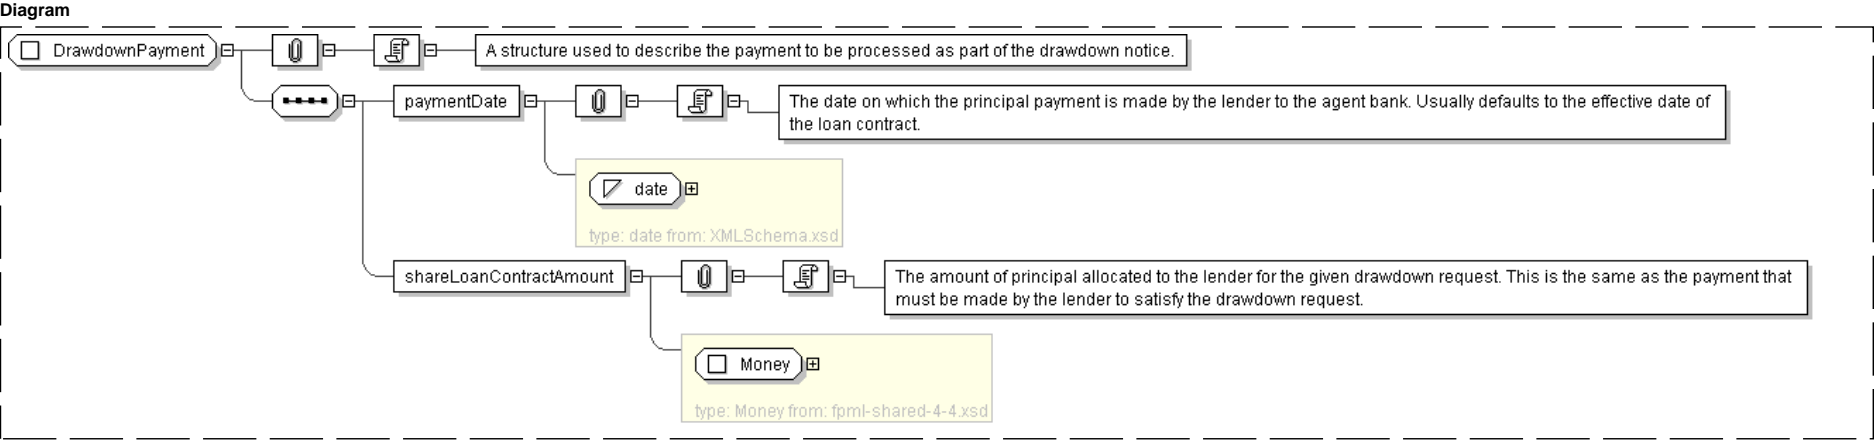 Diagram
DrawdownPayment
A structure used to describe the payment to be processed as part of the drawdown notice.
paymentDate
The date on which the principal payment is made by the lender to the agent bank. Usually defaults to the effective date of
the loan contract.
date
type: date from: XMLSchema.xsd
shareLoanContractAmount
The amount of principal allocated to the lender for the given drawdown request. This is the same as the payment that
must be made by the lender to satisfy the drawdown request.
Money
type: Money from: fpml-shared-4-4.xsd